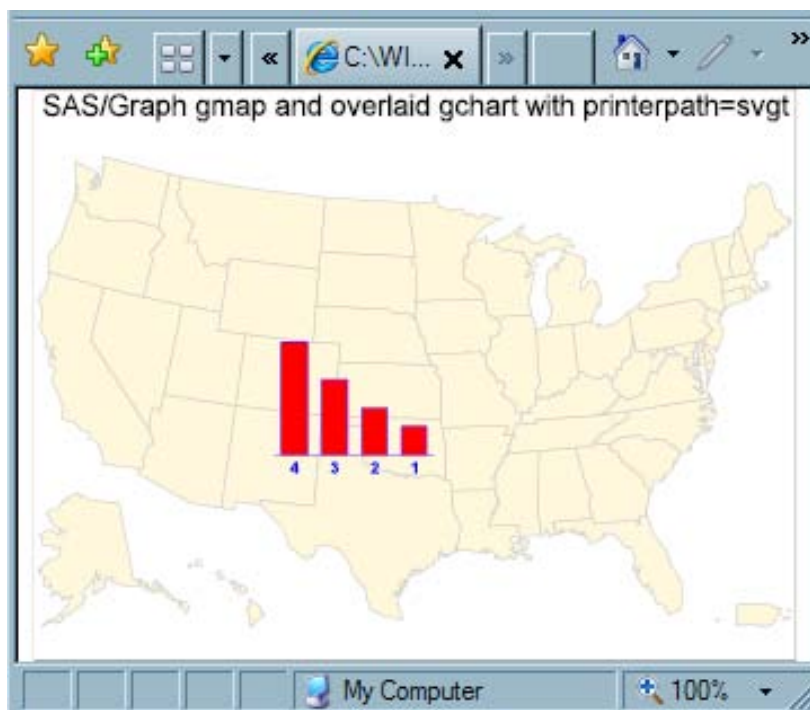 C:\WI...
SAS/Graph gmap and overlaid gchart with printerpath=svgt
4 3 2 1
My Computer
100%